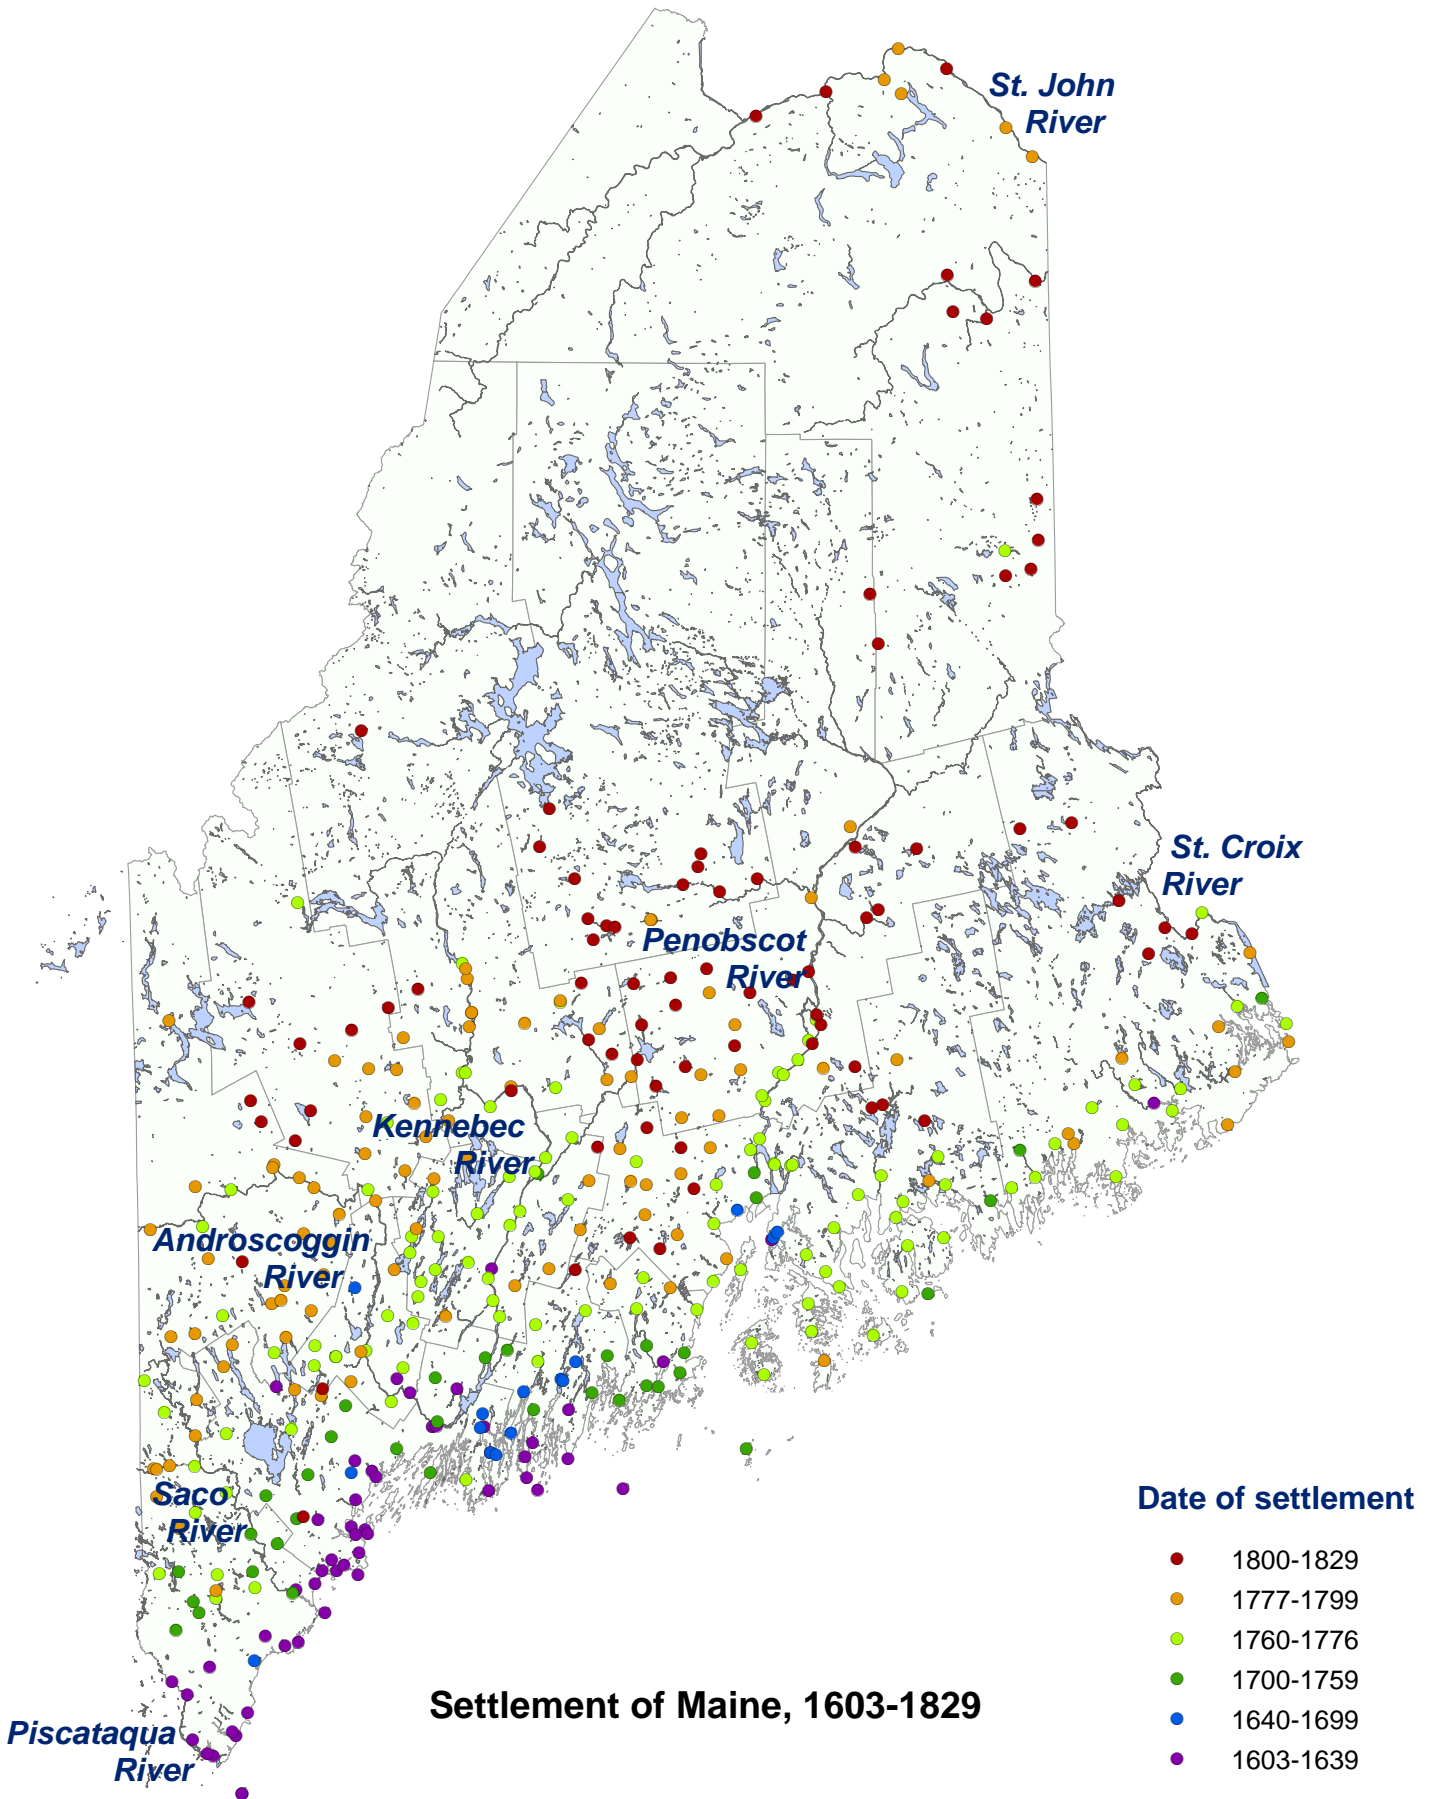 St. John
River
St. Croix
River
Penobscot
River
Kennebec
River
Androscoggin
River
Saco
River
Date of settlement
1800-1829
1777-1799
1760-1776
1700-1759
1640-1699
1603-1639
Settlement of Maine, 1603-1829
Piscataqua
River